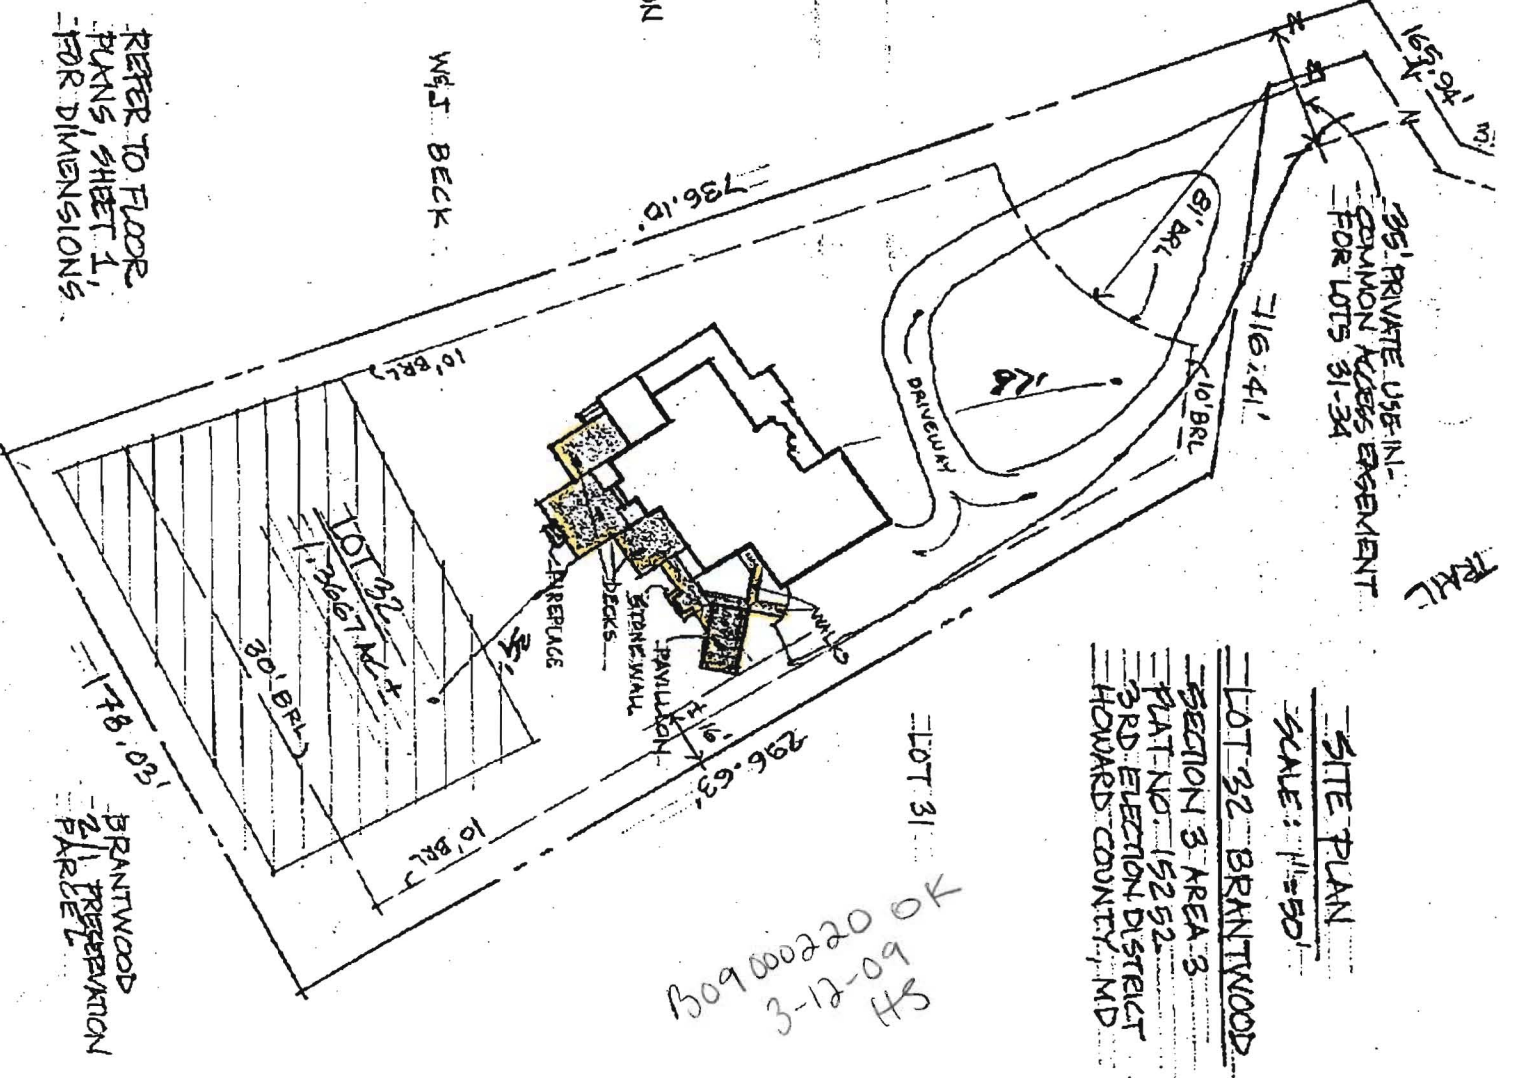 SITE PLAN
SCALE: 1"=50'
LOT 32 BRANTWOOD
SECTION 3 AREA 3
PLAT NO. 15252
3RD ELECTION DISTRICT
HOWARD COUNTY, MD
TRAIL
35' PRIVATE USE-IN-
COMMON ACCESS EASEMENT
FOR LOTS 31-34
165.94'
N
116.41'
81' BRL
10' BRL
DRIVEWAY
736.10'
W & J BECK
10' BRL
REFER TO FLOOR
PLANS, SHEET 1,
FOR DIMENSIONS.
LOT 32
1.3667 AC ±
30' BRL
FIREPLACE
DECKS
STONE WALL
PAVILLION
WALL
± 16'
296.63'
10' BRL
178.03'
LOT 31
BRANTWOOD
2/1 PRESERVATION
PARCEL
B09000220 OK
3-12-09
HS
ON